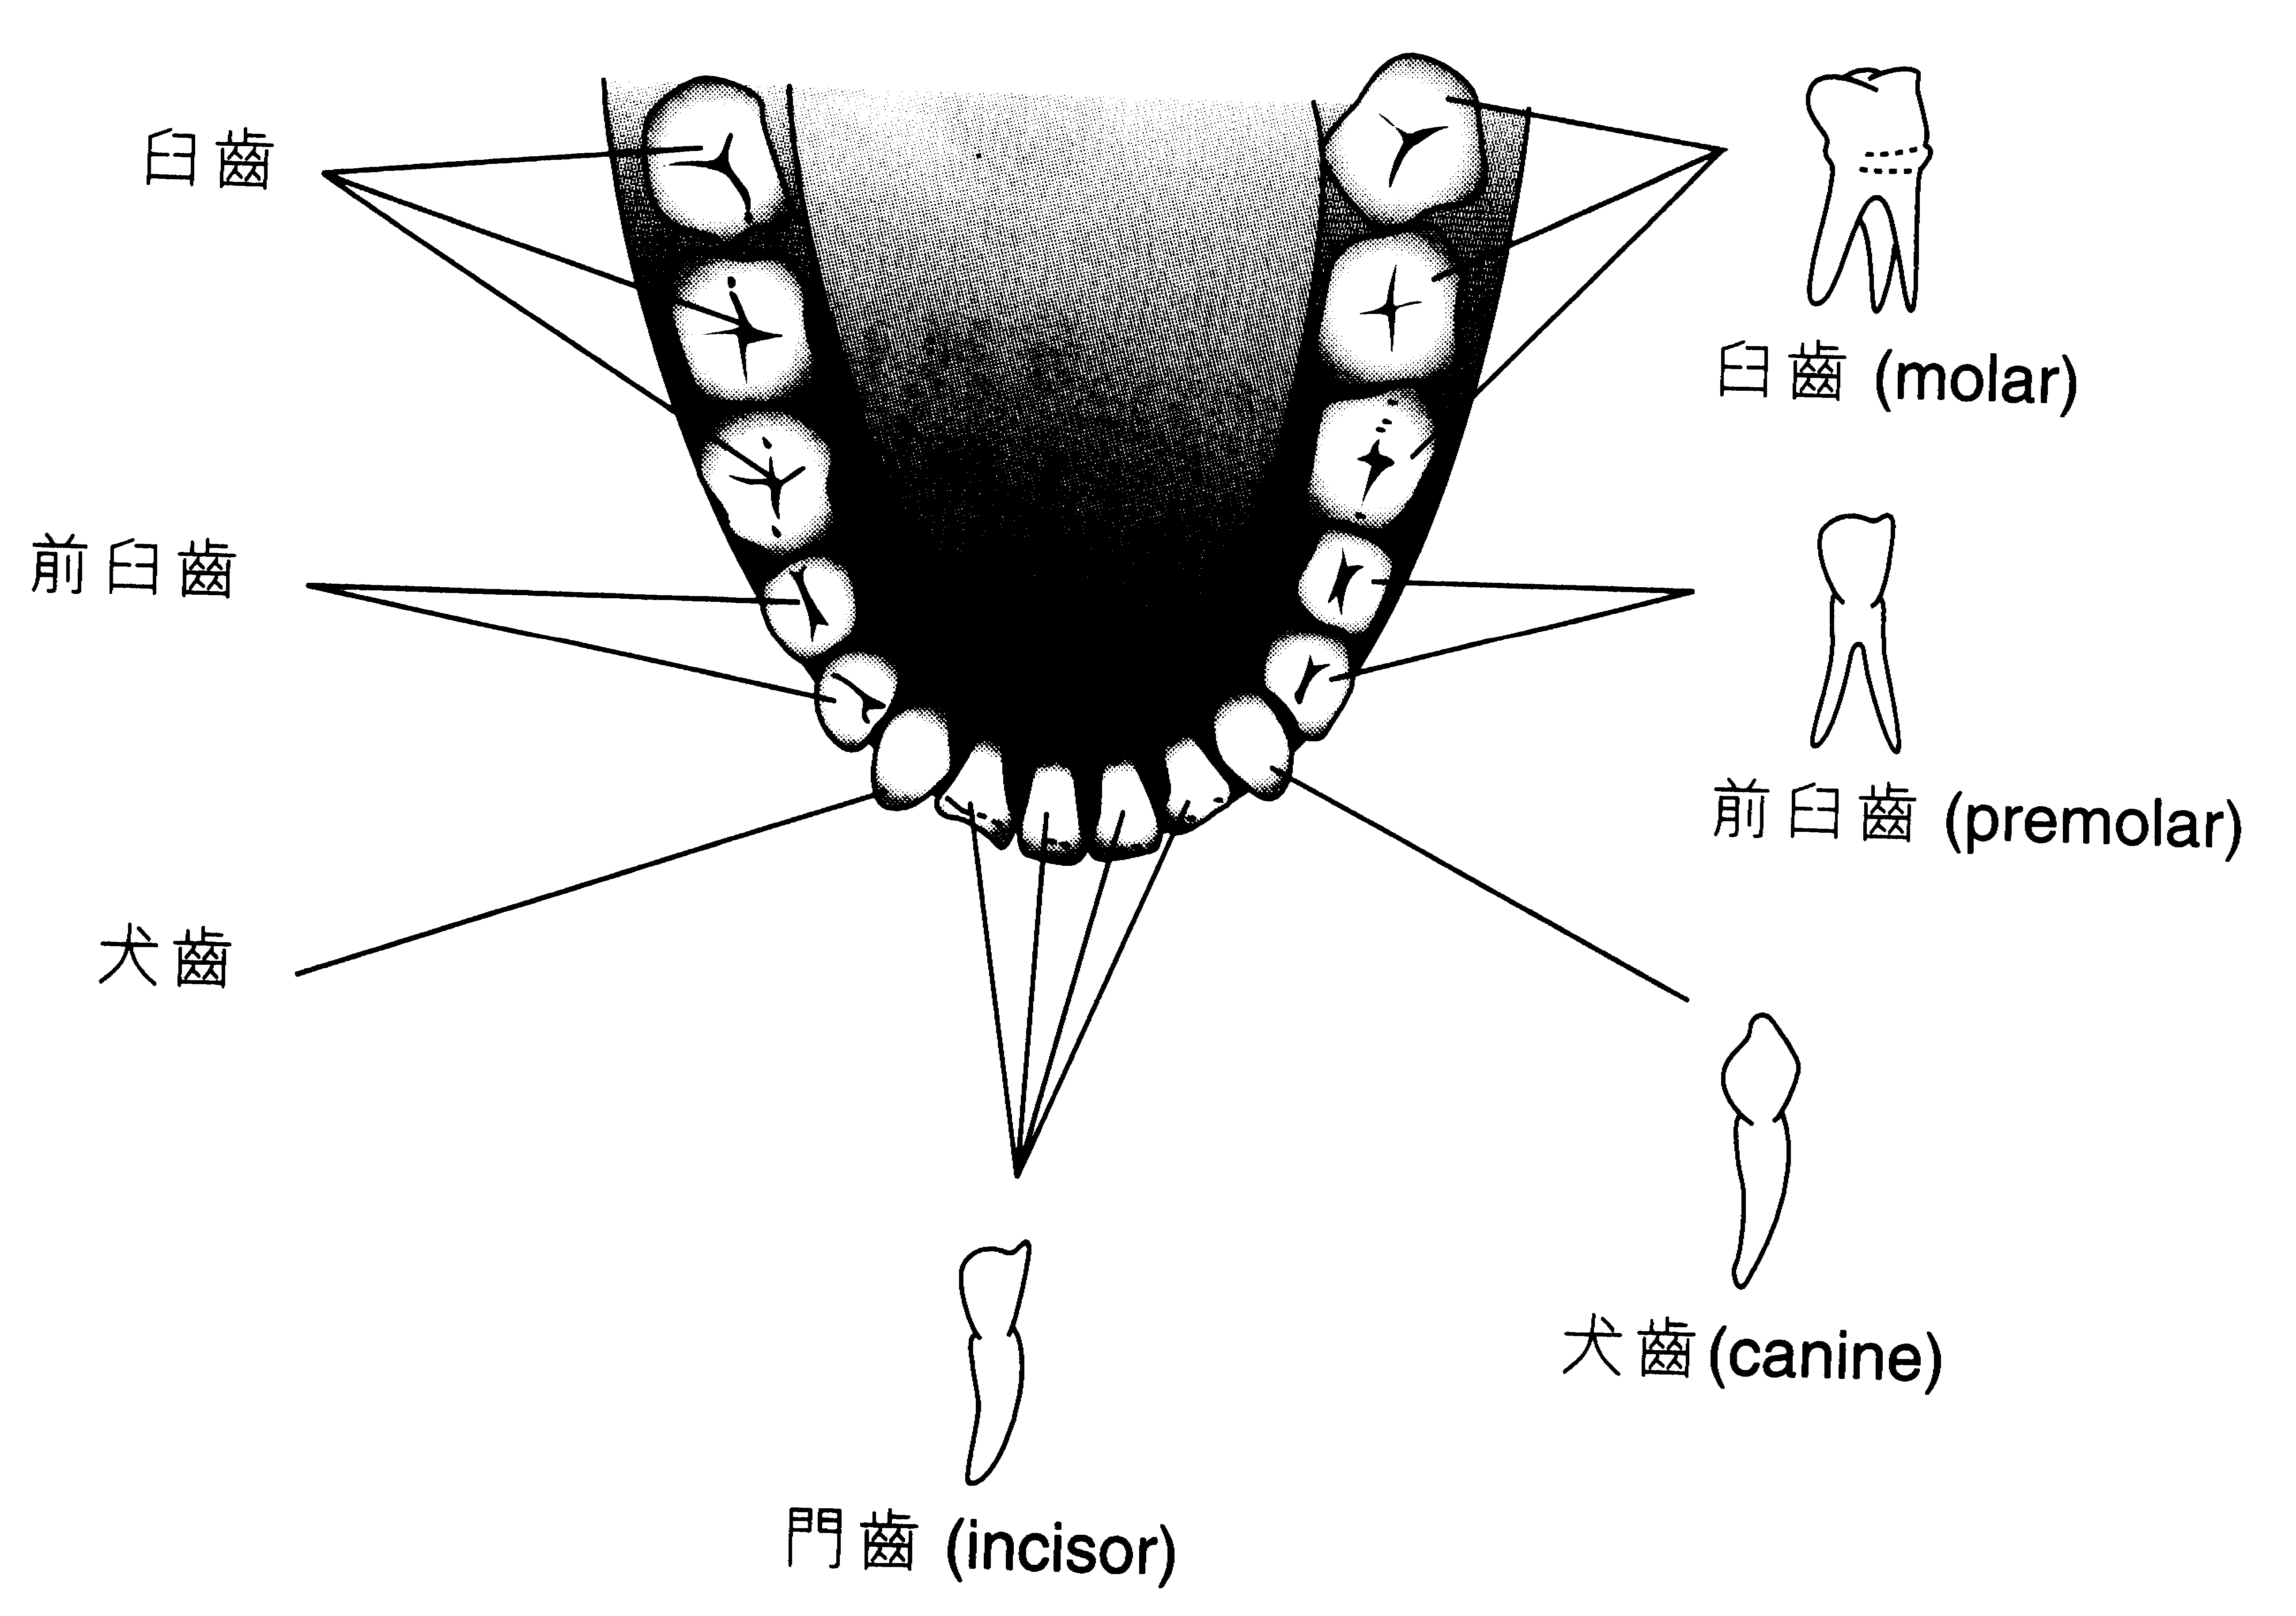 臼齒
臼齒 (molar)
前臼齒
前臼齒 (premolar)
犬齒
犬齒 (canine)
門齒 (incisor)